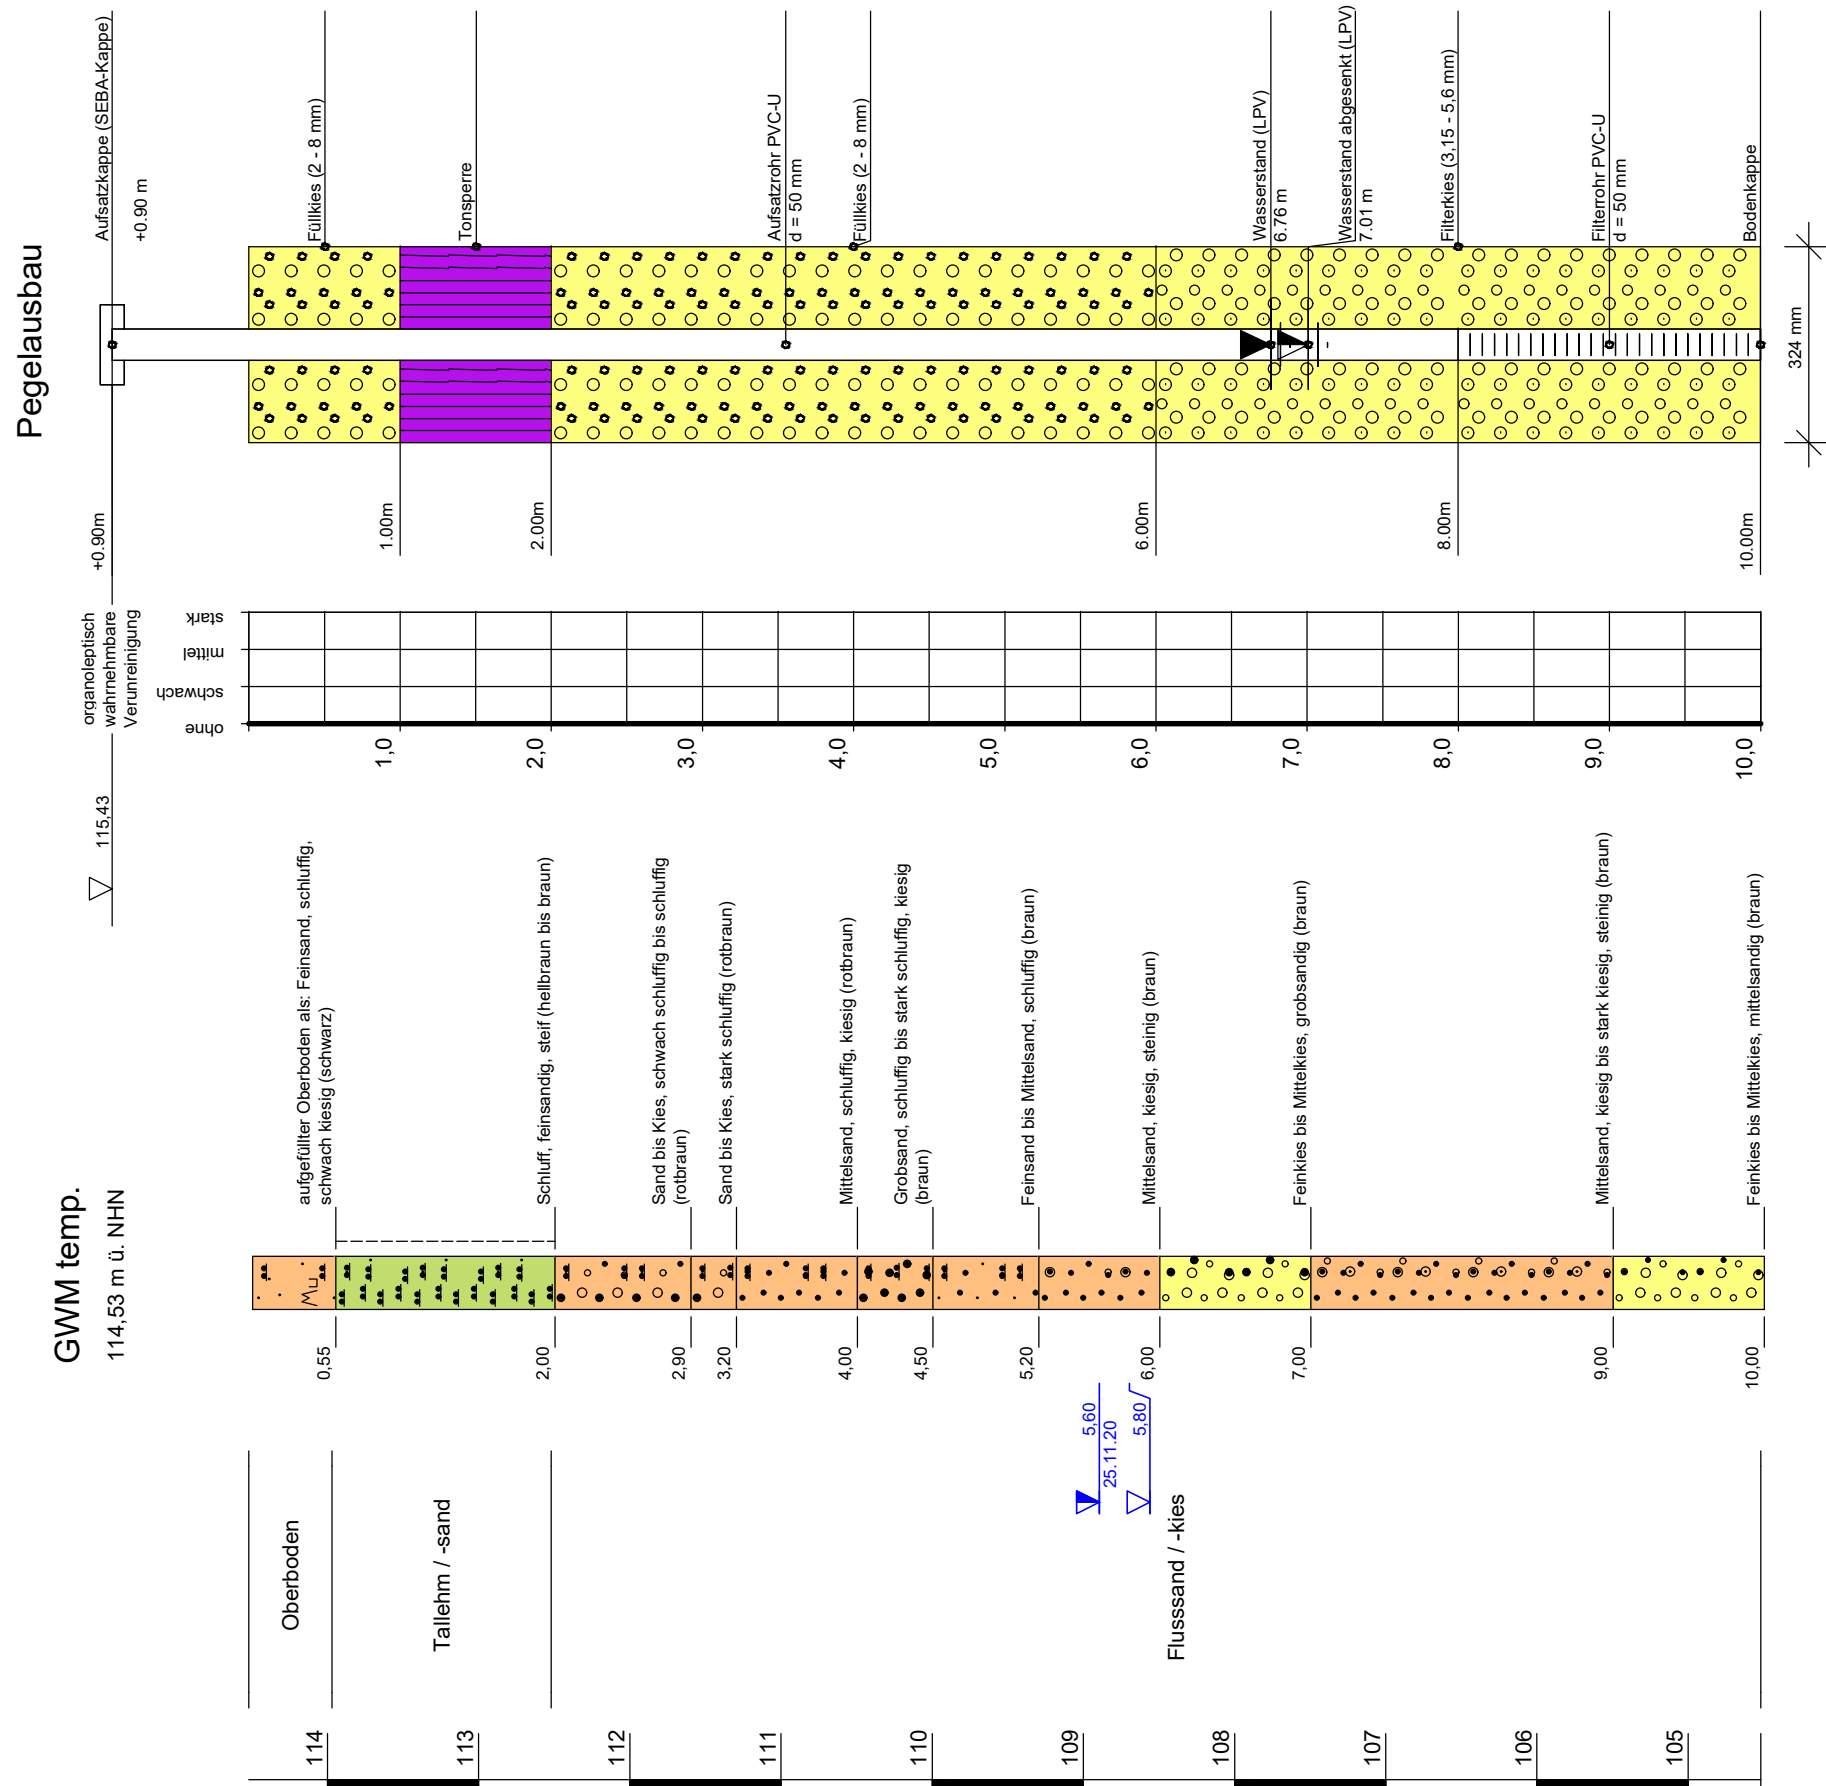 GWM temp.
114,53 m ü. NHN
Pegelausbau
114
113
112
111
110
109
108
107
106
105
Oberboden
Tallehm / -sand
Flusssand / -kies
5,60
25.11.20
5,80
0,55
2,00
2,90
3,20
4,00
4,50
5,20
6,00
7,00
9,00
10,00
aufgefüllter Oberboden als: Feinsand, schluffig,
schwach kiesig (schwarz)
Schluff, feinsandig, steif (hellbraun bis braun)
Sand bis Kies, schwach schluffig bis schluffig
(rotbraun)
Sand bis Kies, stark schluffig (rotbraun)
Mittelsand, schluffig, kiesig (rotbraun)
Grobsand, schluffig bis stark schluffig, kiesig
(braun)
Feinsand bis Mittelsand, schluffig (braun)
Mittelsand, kiesig, steinig (braun)
Feinkies bis Mittelkies, grobsandig (braun)
Mittelsand, kiesig bis stark kiesig, steinig (braun)
Feinkies bis Mittelkies, mittelsandig (braun)
115,43
organoleptisch
wahrnehmbare
Verunreinigung
ohne
schwach
mittel
stark
1,0
2,0
3,0
4,0
5,0
6,0
7,0
8,0
9,0
10,0
+0.90m
1.00m
2.00m
6.00m
8.00m
10.00m
Aufsatzkappe (SEBA-Kappe)
+0.90 m
Füllkies (2 - 8 mm)
Tonsperre
Aufsatzrohr PVC-U
d = 50 mm
Füllkies (2 - 8 mm)
Wasserstand (LPV)
6.76 m
Wasserstand abgesenkt (LPV)
7.01 m
Filterkies (3,15 - 5,6 mm)
Filterrohr PVC-U
d = 50 mm
Bodenkappe
324 mm